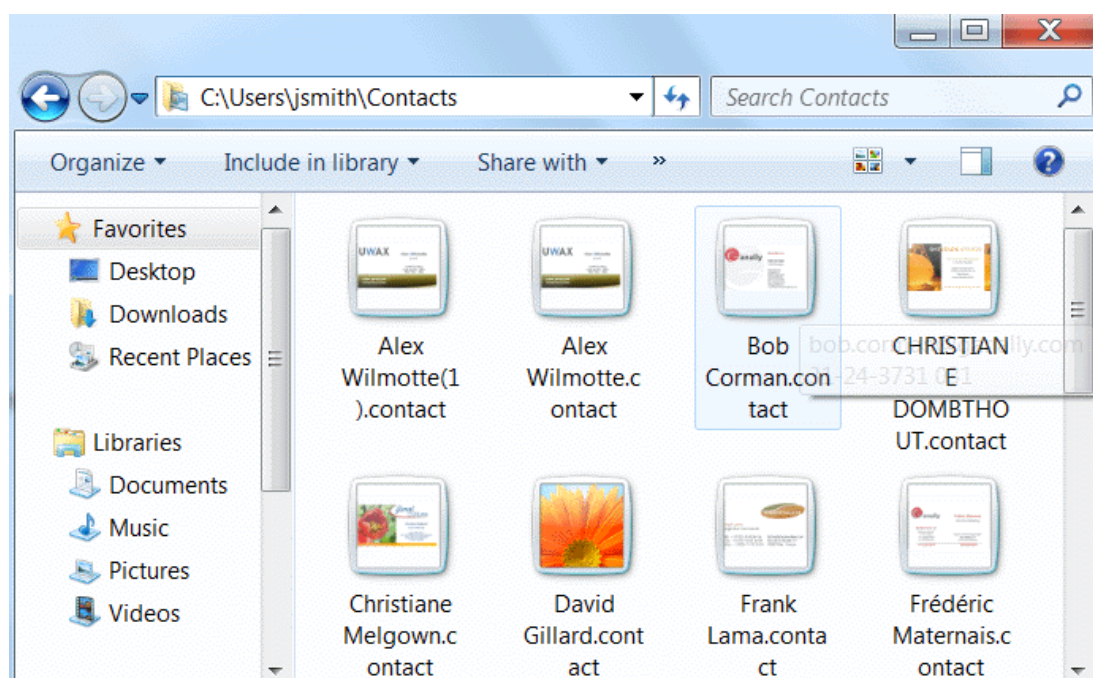 C:\Users\jsmith\Contacts
Search Contacts
Organize
Include in library
Share with
»
Favorites
Desktop
Downloads
Recent Places
Libraries
Documents
Music
Pictures
Videos
UWAX
Alex
Wilmotte(1
).contact
UWAX
Alex
Wilmotte.c
ontact
Bob
Corman.con
tact
CHRISTIAN
E
DOMBTHO
UT.contact
Christiane
Melgown.c
ontact
David
Gillard.cont
act
Frank
Lama.conta
ct
Frédéric
Maternais.c
ontact